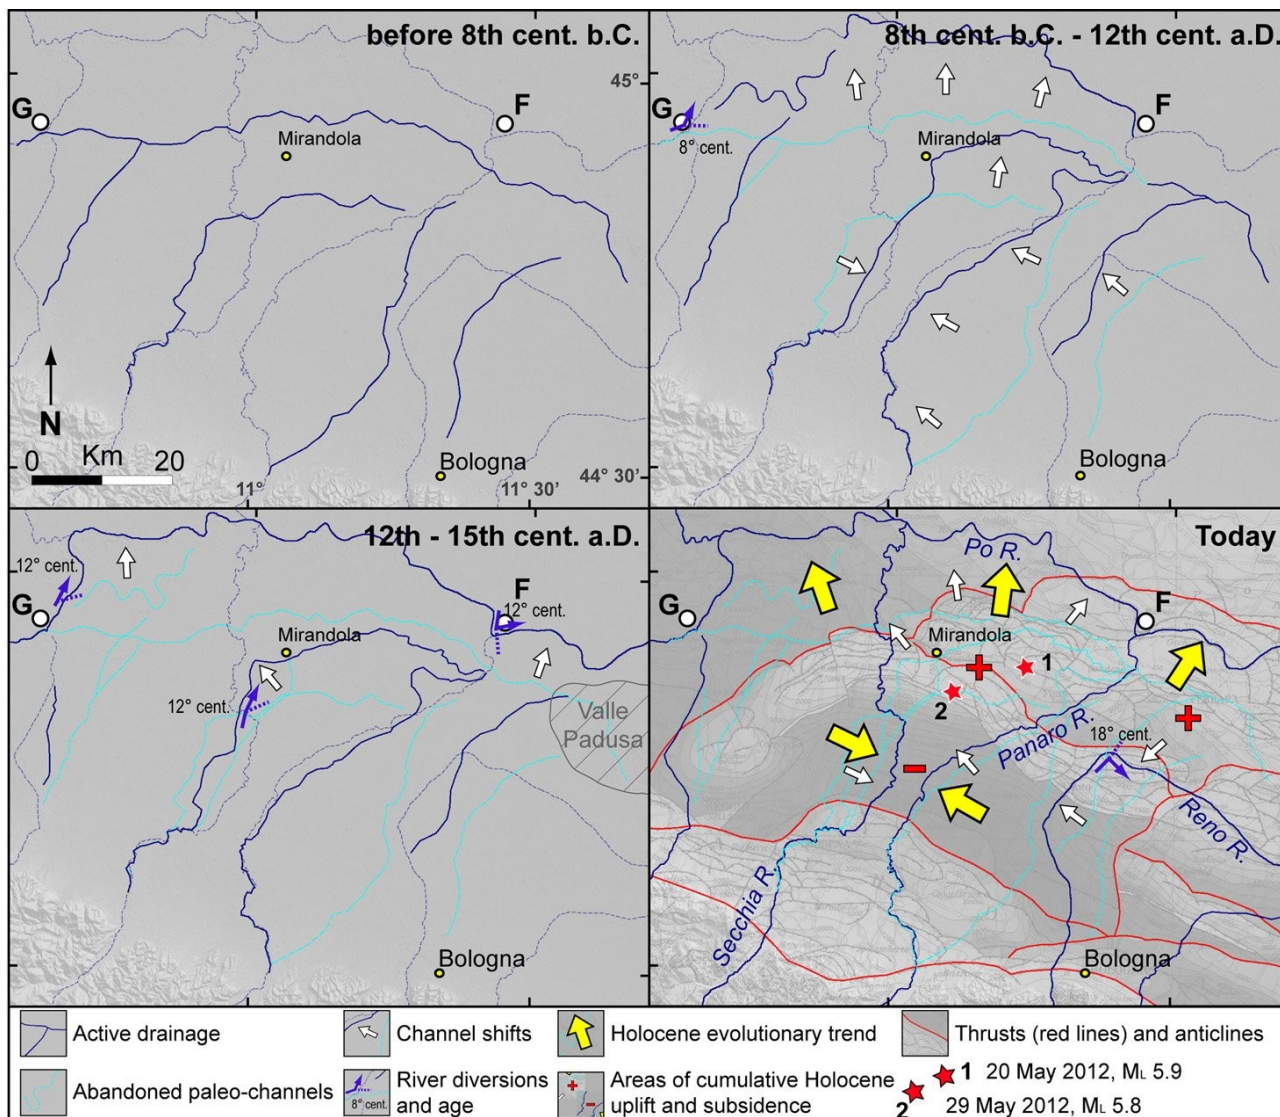 before 8th cent. b.C.
45°
G
F
Mirandola
N
Km
0 20
Bologna
11°
11° 30'
44° 30'
8th cent. b.C. - 12th cent. a.D.
G
F
8° cent.
Mirandola
Bologna
12th - 15th cent. a.D.
12° cent.
G
F
12° cent.
Mirandola
12° cent.
Valle
Padusa
Bologna
Today
Po R.
G
F
Mirandola
1
2
Panaro R.
18° cent.
Reno R.
Secchia R.
Bologna
Active drainage
Channel shifts
Holocene evolutionary trend
Thrusts (red lines) and anticlines
Abandoned paleo-channels
8° cent.
River diversions
and age
Areas of cumulative Holocene
uplift and subsidence
1 20 May 2012, ML 5.9
2 29 May 2012, ML 5.8